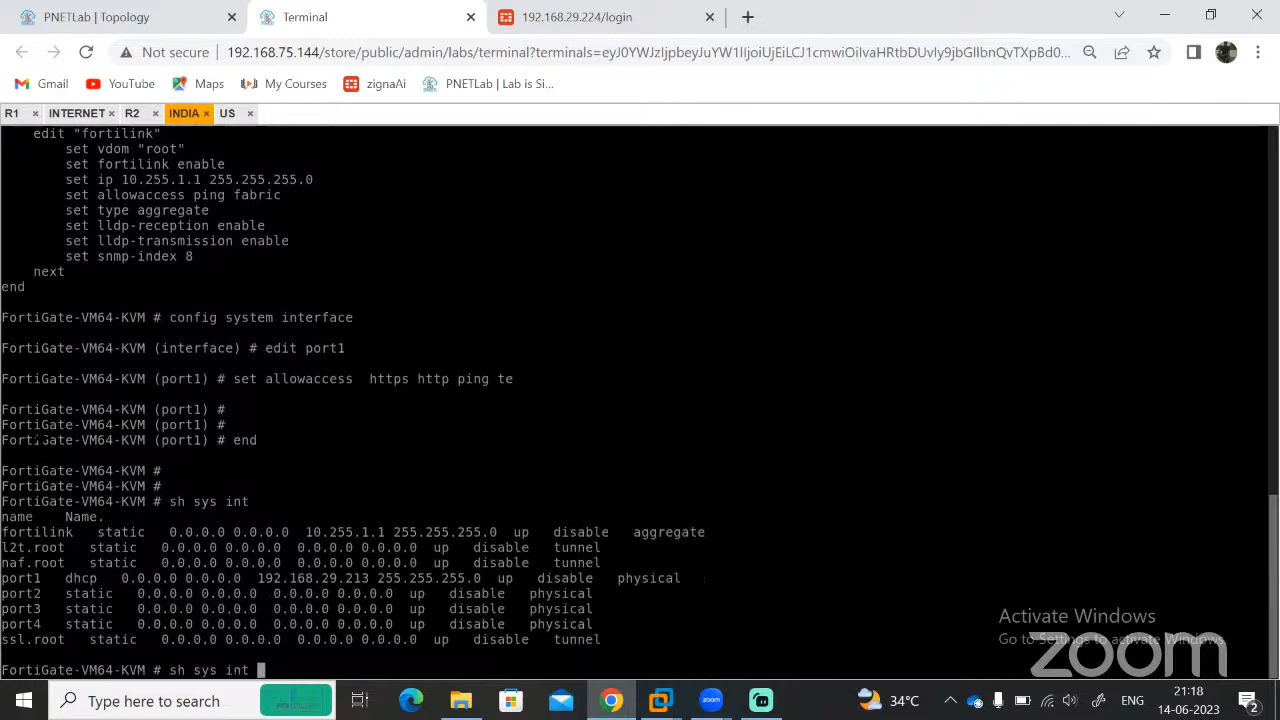 PNETLab | Topology
Terminal
192.168.29.224/login
Not secure
192.168.75.144/store/public/admin/labs/terminal?terminals=
Gmail
YouTube
Maps
My Courses
zignaAi
PNETLab | Lab is Si...
R1
INTERNET
R2
INDIA
US
edit "fortilink"
set vdom "root"
set fortilink enable
set ip 10.255.1.1 255.255.255.0
set allowaccess ping fabric
set type aggregate
set lldp-reception enable
set lldp-transmission enable
set snmp-index 8
next
end
FortiGate-VM64-KVM # config system interface
FortiGate-VM64-KVM (interface) # edit port1
FortiGate-VM64-KVM (port1) # set allowaccess  https http ping te
FortiGate-VM64-KVM (port1) #
FortiGate-VM64-KVM (port1) #
FortiGate-VM64-KVM (port1) # end
FortiGate-VM64-KVM #
FortiGate-VM64-KVM #
FortiGate-VM64-KVM # sh sys int
name    Name.
fortilink   static   0.0.0.0 0.0.0.0  10.255.1.1 255.255.255.0  up   disable   aggregate
l2t.root   static   0.0.0.0 0.0.0.0  0.0.0.0 0.0.0.0  up   disable   tunnel
naf.root   static   0.0.0.0 0.0.0.0  0.0.0.0 0.0.0.0  up   disable   tunnel
port1   dhcp   0.0.0.0 0.0.0.0  192.168.29.213 255.255.255.0  up   disable   physical
port2   static   0.0.0.0 0.0.0.0  0.0.0.0 0.0.0.0  up   disable   physical
port3   static   0.0.0.0 0.0.0.0  0.0.0.0 0.0.0.0  up   disable   physical
port4   static   0.0.0.0 0.0.0.0  0.0.0.0 0.0.0.0  up   disable   physical
ssl.root   static   0.0.0.0 0.0.0.0  0.0.0.0 0.0.0.0  up   disable   tunnel
FortiGate-VM64-KVM # sh sys int
Activate Windows
Go to Settings to activate Windows.
zoom
Type here to search
zoom
34°C
ENG
21:18
14-06-2023
2